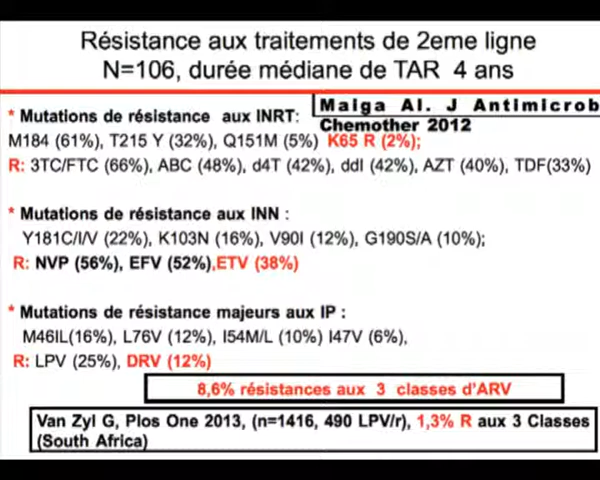 Résistance aux traitements de 2eme ligne
N=106, durée médiane de TAR 4 ans
* Mutations de résistance aux INRT:
Maiga Al. J Antimicrob
Chemother 2012
M184 (61%), T215 Y (32%), Q151M (5%) K65 R (2%);
R: 3TC/FTC (66%), ABC (48%), d4T (42%), ddI (42%), AZT (40%), TDF(33%)
* Mutations de résistance aux INN :
Y181C/I/V (22%), K103N (16%), V90I (12%), G190S/A (10%);
R: NVP (56%), EFV (52%),ETV (38%)
* Mutations de résistance majeurs aux IP :
M46IL(16%), L76V (12%), I54M/L (10%) I47V (6%),
R: LPV (25%), DRV (12%)
8,6% résistances aux 3 classes d'ARV
Van Zyl G, Plos One 2013, (n=1416, 490 LPV/r), 1,3% R aux 3 Classes
(South Africa)